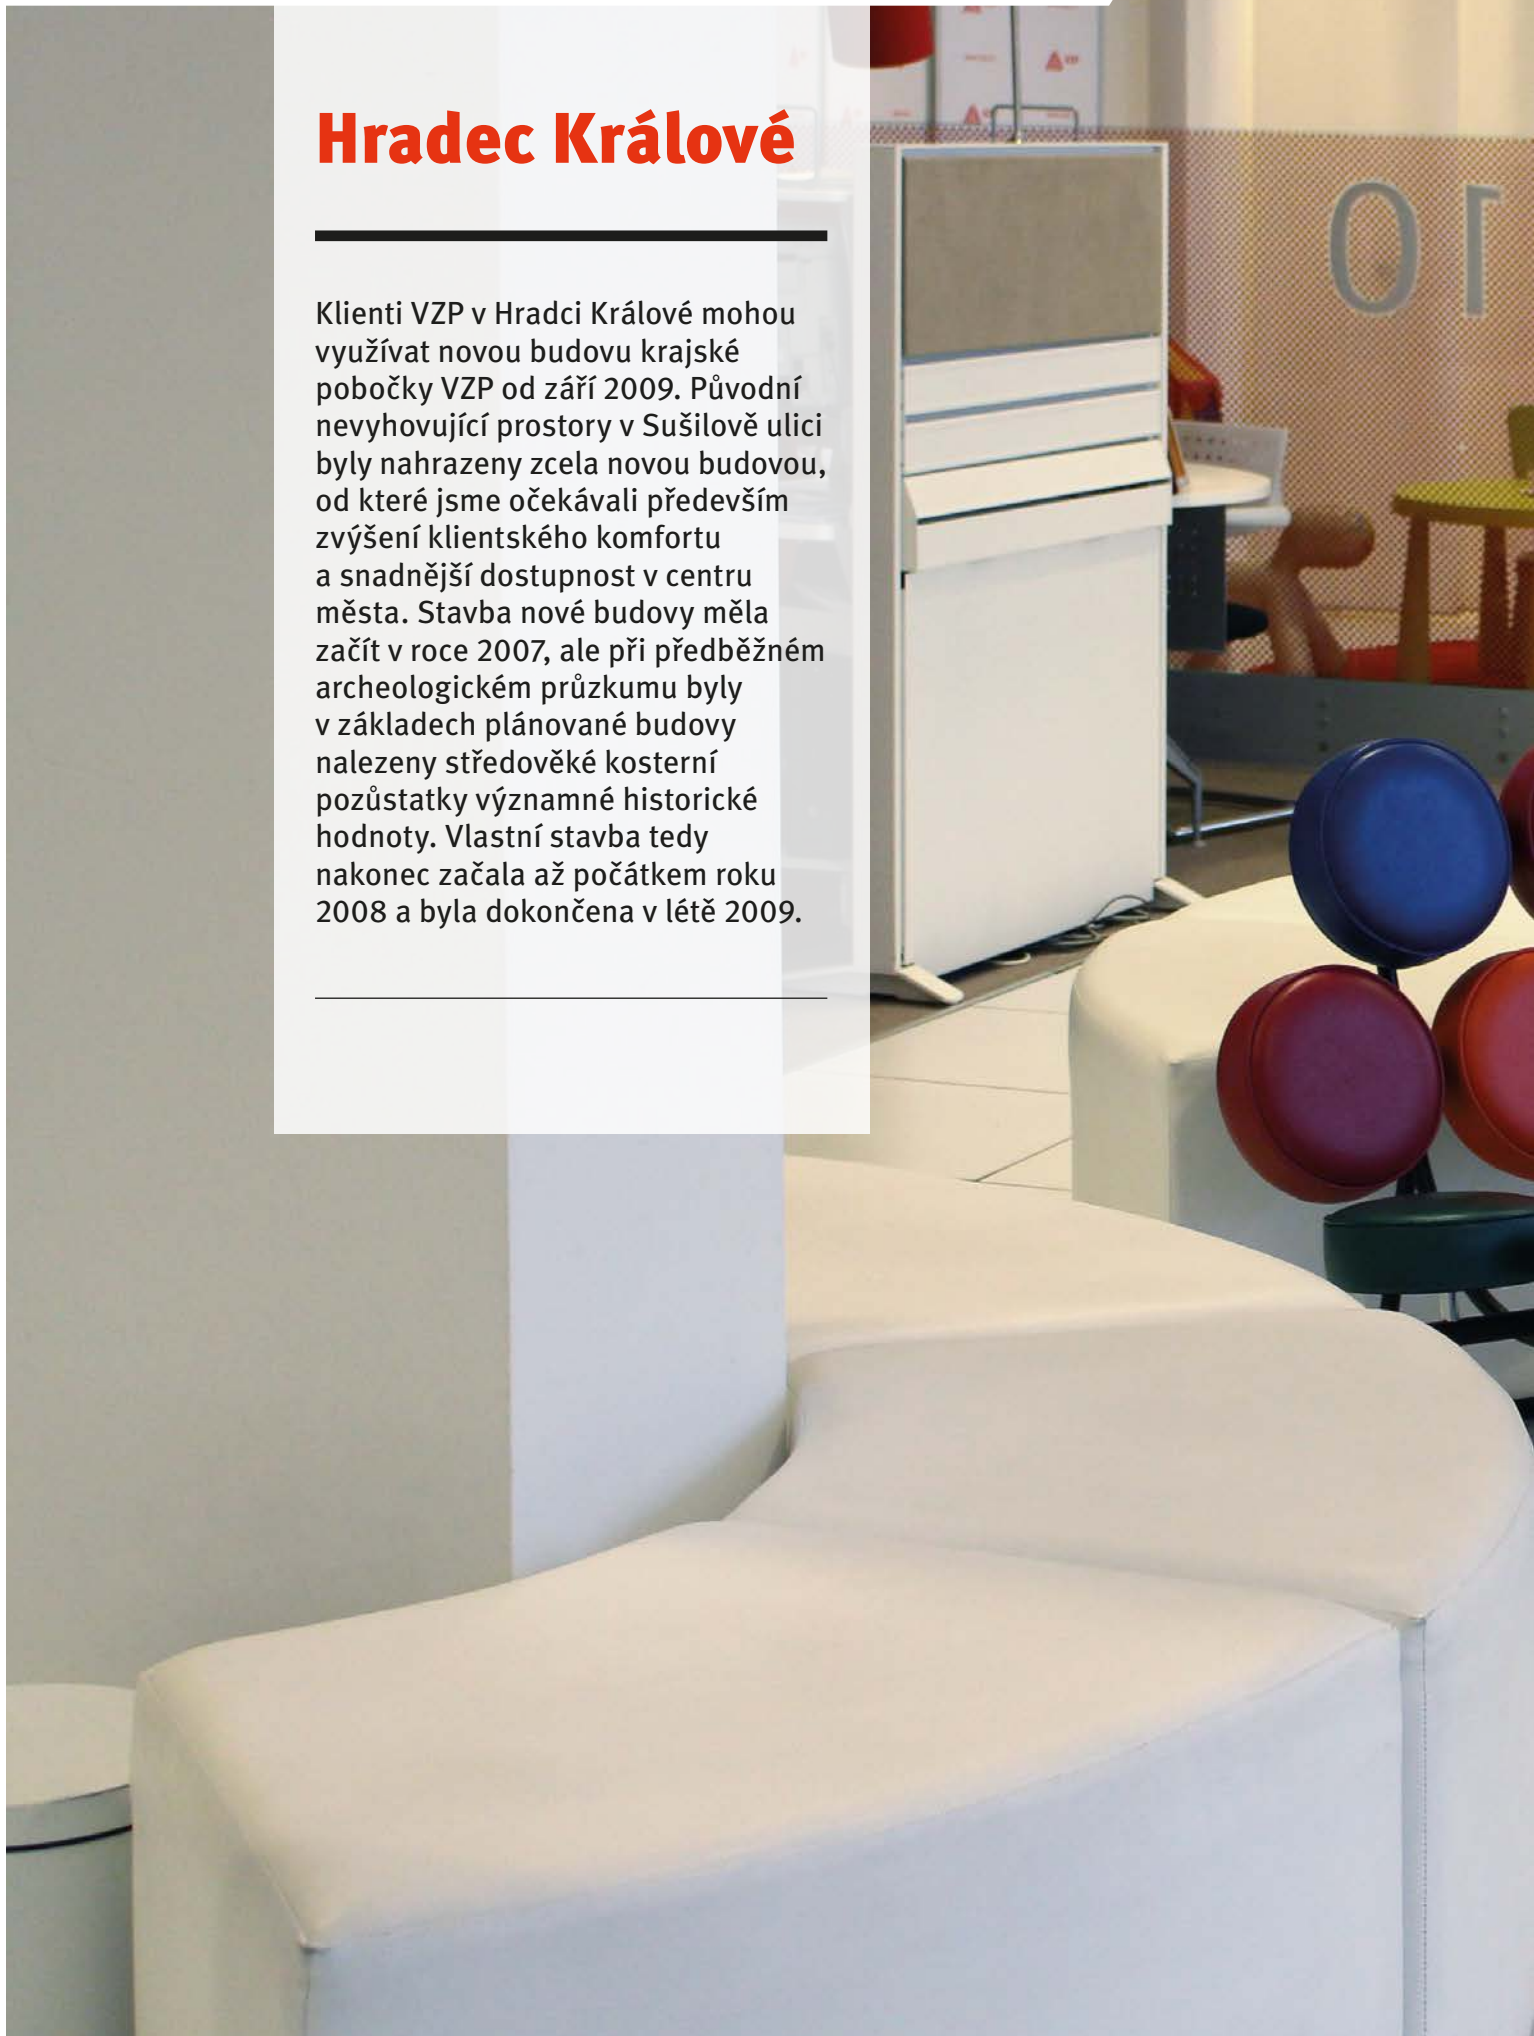 Hradec Králové
Klienti VZP v Hradci Králové mohou
využívat novou budovu krajské
pobočky VZP od září 2009. Původní
nevyhovující prostory v Sušilově ulici
byly nahrazeny zcela novou budovou,
od které jsme očekávali především
zvýšení klientského komfortu
a snadnější dostupnost v centru
města. Stavba nové budovy měla
začít v roce 2007, ale při předběžném
archeologickém průzkumu byly
v základech plánované budovy
nalezeny středověké kosterní
pozůstatky významné historické
hodnoty. Vlastní stavba tedy
nakonec začala až počátkem roku
2008 a byla dokončena v létě 2009.